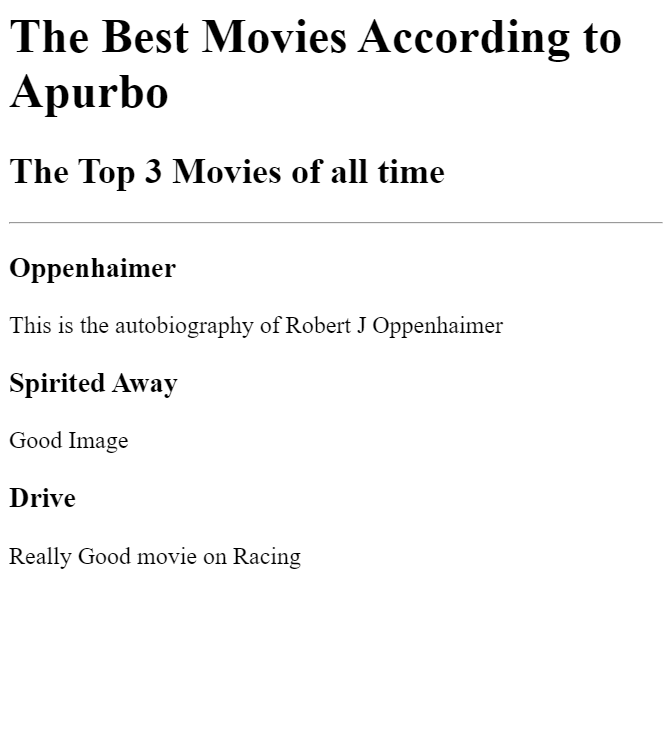 The Best Movies According to
Apurbo
The Top 3 Movies of all time
Oppenhaimer
This is the autobiography of Robert J Oppenhaimer
Spirited Away
Good Image
Drive
Really Good movie on Racing